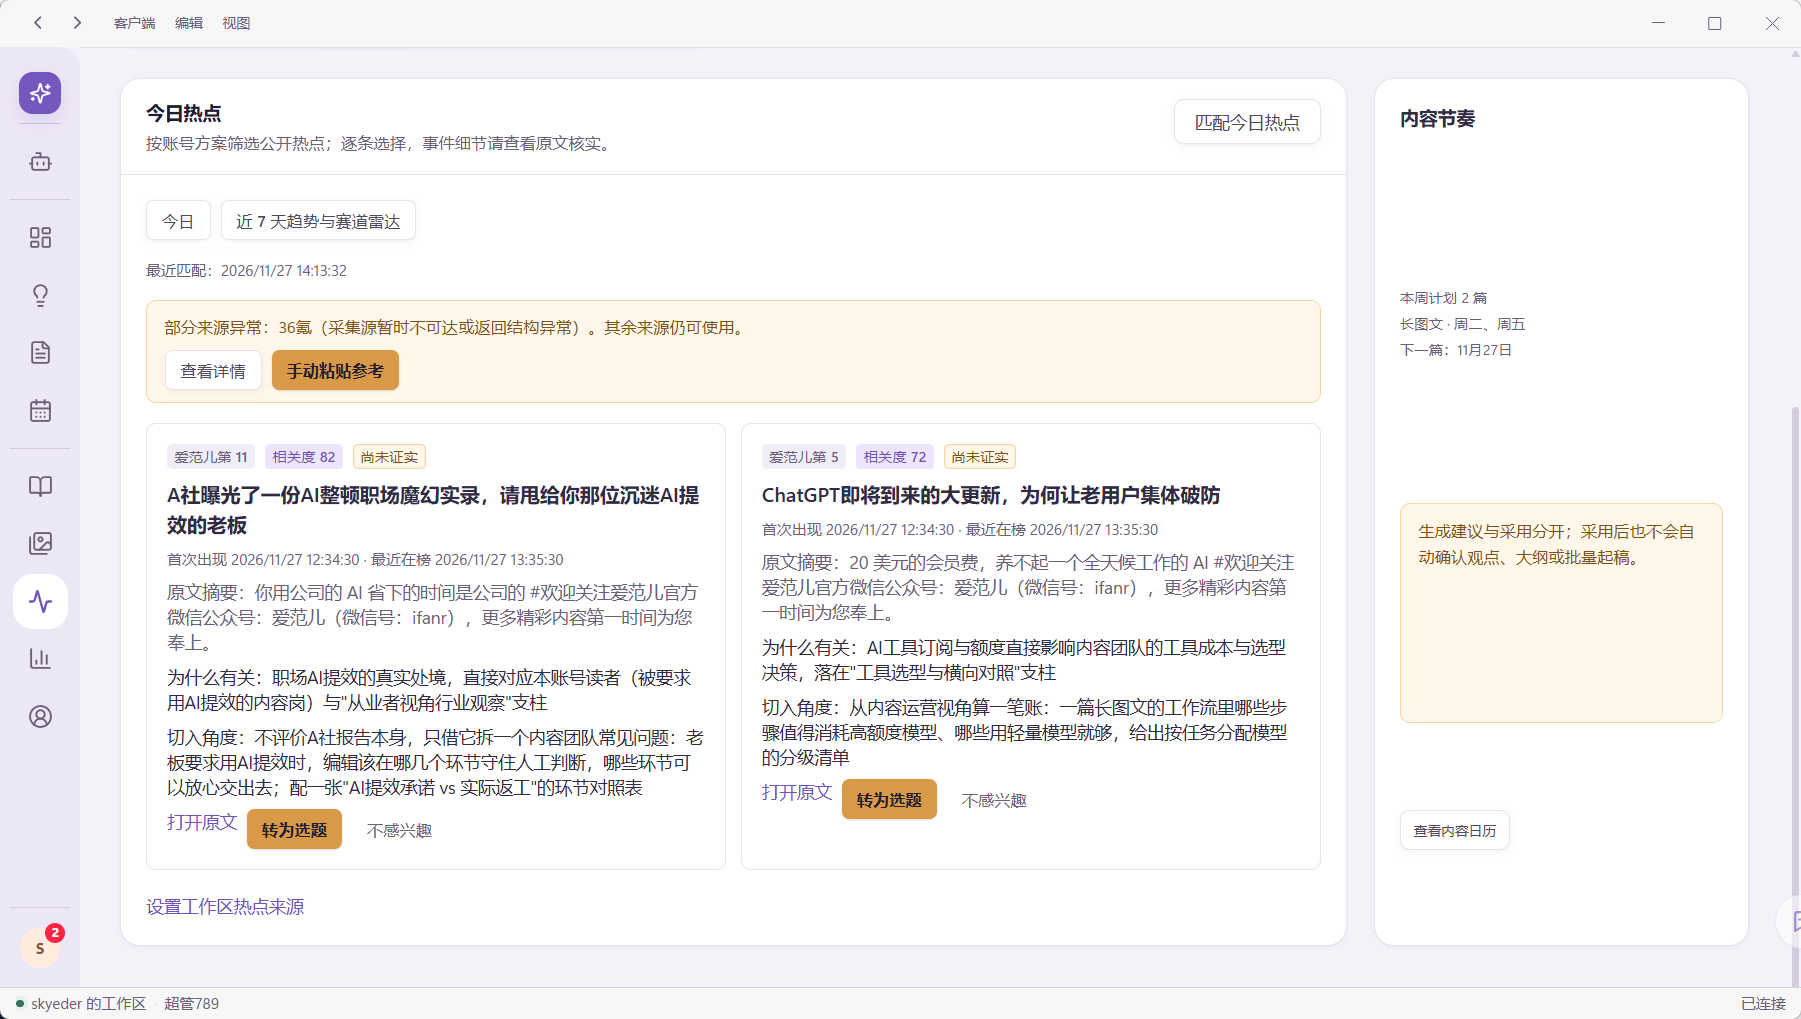 客户端 编辑 视图
今日热点
按账号方案筛选公开热点；逐条选择，事件细节请查看原文核实。
匹配今日热点
今日
近 7 天趋势与赛道雷达
最近匹配：2026/11/27 14:13:32
部分来源异常：36氪（采集源暂时不可达或返回结构异常）。其余来源仍可使用。
查看详情
手动粘贴参考
爱范儿第 11 相关度 82 尚未证实
A社曝光了一份AI整顿职场魔幻实录，请甩给你那位沉迷AI提
效的老板
首次出现 2026/11/27 12:34:30 · 最近在榜 2026/11/27 13:35:30
原文摘要：你用公司的 AI 省下的时间是公司的 #欢迎关注爱范儿官方
微信公众号：爱范儿（微信号：ifanr），更多精彩内容第一时间为您
奉上。
为什么有关：职场AI提效的真实处境，直接对应本账号读者（被要求
用AI提效的内容岗）与"从业者视角行业观察"支柱
切入角度：不评价A社报告本身，只借它拆一个内容团队常见问题：老
板要求用AI提效时，编辑该在哪几个环节守住人工判断，哪些环节可
以放心交出去；配一张"AI提效承诺 vs 实际返工"的环节对照表
打开原文 转为选题 不感兴趣
爱范儿第 5 相关度 72 尚未证实
ChatGPT即将到来的大更新，为何让老用户集体破防
首次出现 2026/11/27 12:34:30 · 最近在榜 2026/11/27 13:35:30
原文摘要：20 美元的会员费，养不起一个全天候工作的 AI #欢迎关注
爱范儿官方微信公众号：爱范儿（微信号：ifanr），更多精彩内容第
一时间为您奉上。
为什么有关：AI工具订阅与额度直接影响内容团队的工具成本与选型
决策，落在"工具选型与横向对照"支柱
切入角度：从内容运营视角算一笔账：一篇长图文的工作流里哪些步
骤值得消耗高额度模型、哪些用轻量模型就够，给出按任务分配模型
的分级清单
打开原文 转为选题 不感兴趣
设置工作区热点来源
内容节奏
本周计划 2 篇
长图文 · 周二、周五
下一篇：11月27日
生成建议与采用分开；采用后也不会自
动确认观点、大纲或批量起稿。
查看内容日历
2
S
skyeder 的工作区 · 超管789
已连接